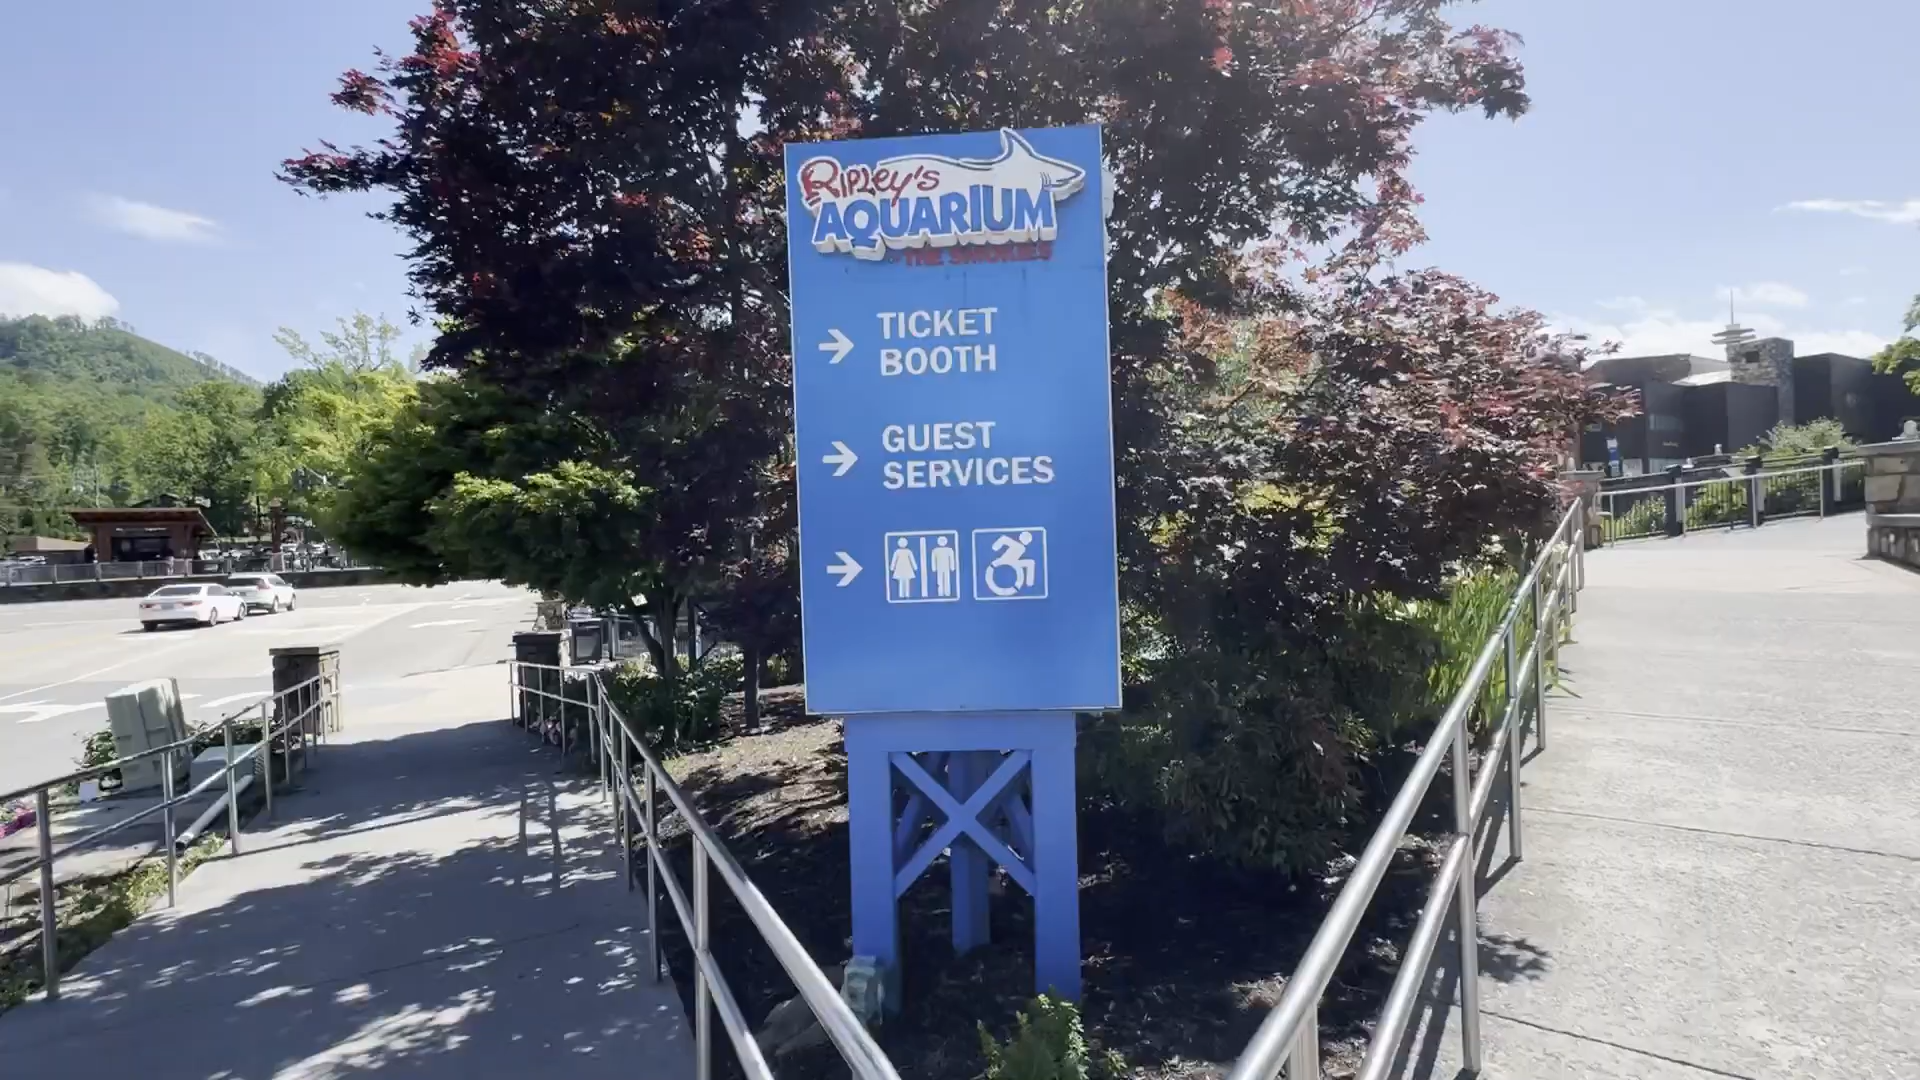 RIPLEY'S
AQUARIUM
OF THE SMOKIES
TICKET
BOOTH
GUEST
SERVICES